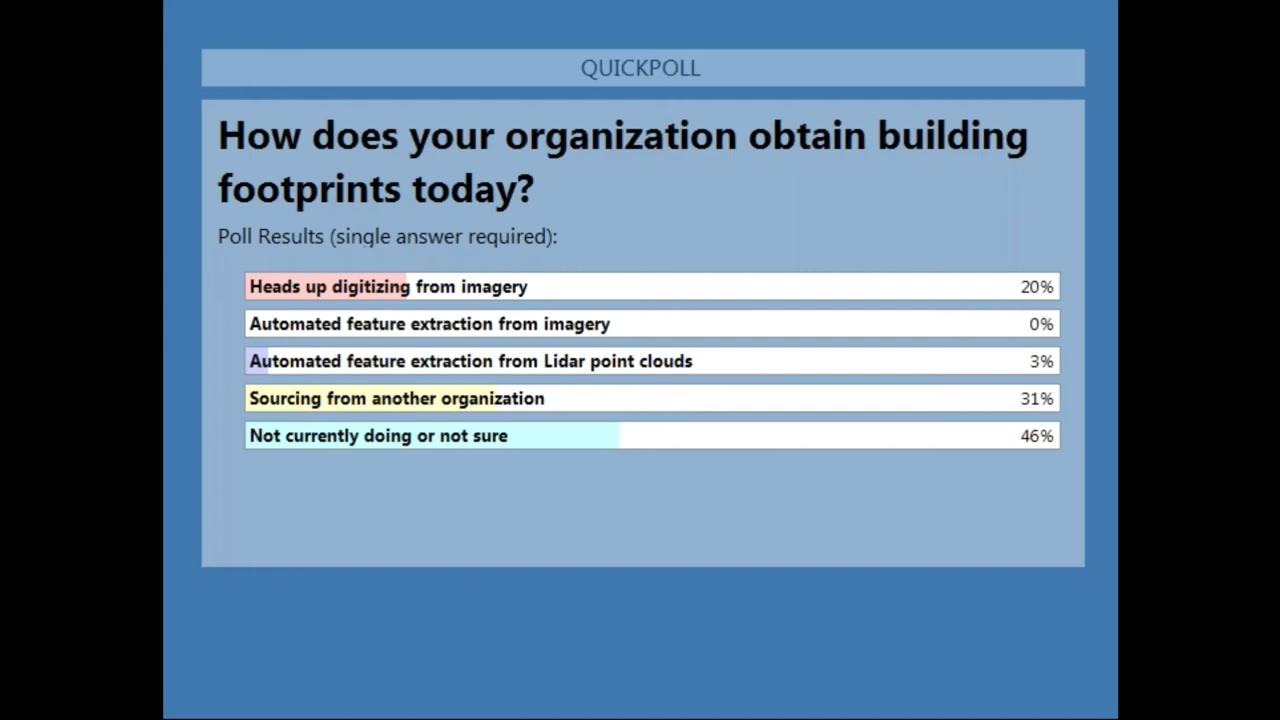 QUICKPOLL
How does your organization obtain building
footprints today?
Poll Results (single answer required):
Heads up digitizing from imagery 20%
Automated feature extraction from imagery 0%
Automated feature extraction from Lidar point clouds 3%
Sourcing from another organization 31%
Not currently doing or not sure 46%